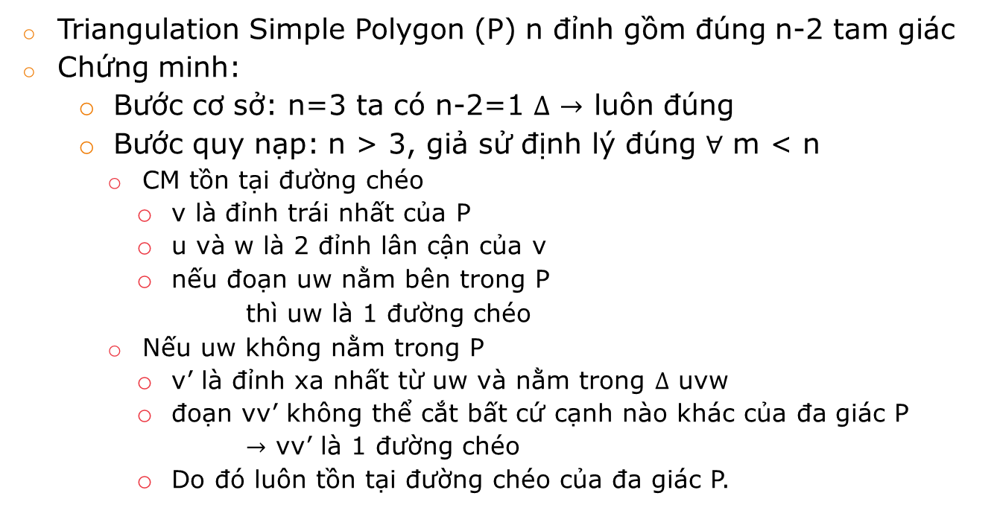 Triangulation Simple Polygon (P) n đỉnh gồm đúng n-2 tam giác
Chứng minh:
Bước cơ sở: n=3 ta có n-2=1 Δ → luôn đúng
Bước quy nạp: n > 3, giả sử định lý đúng ∀ m < n
CM tồn tại đường chéo
v là đỉnh trái nhất của P
u và w là 2 đỉnh lân cận của v
nếu đoạn uw nằm bên trong P
thì uw là 1 đường chéo
Nếu uw không nằm trong P
v’ là đỉnh xa nhất từ uw và nằm trong Δ uvw
đoạn vv’ không thể cắt bất cứ cạnh nào khác của đa giác P
→ vv’ là 1 đường chéo
Do đó luôn tồn tại đường chéo của đa giác P.